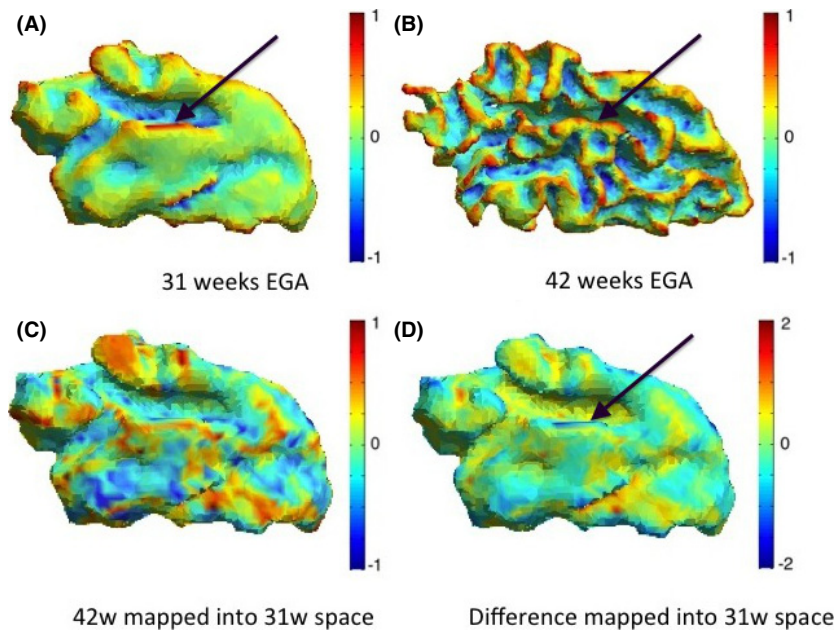 (A)
1
0
-1
31 weeks EGA
(B)
1
0
-1
42 weeks EGA
(C)
1
0
-1
42w mapped into 31w space
(D)
2
0
-2
Difference mapped into 31w space